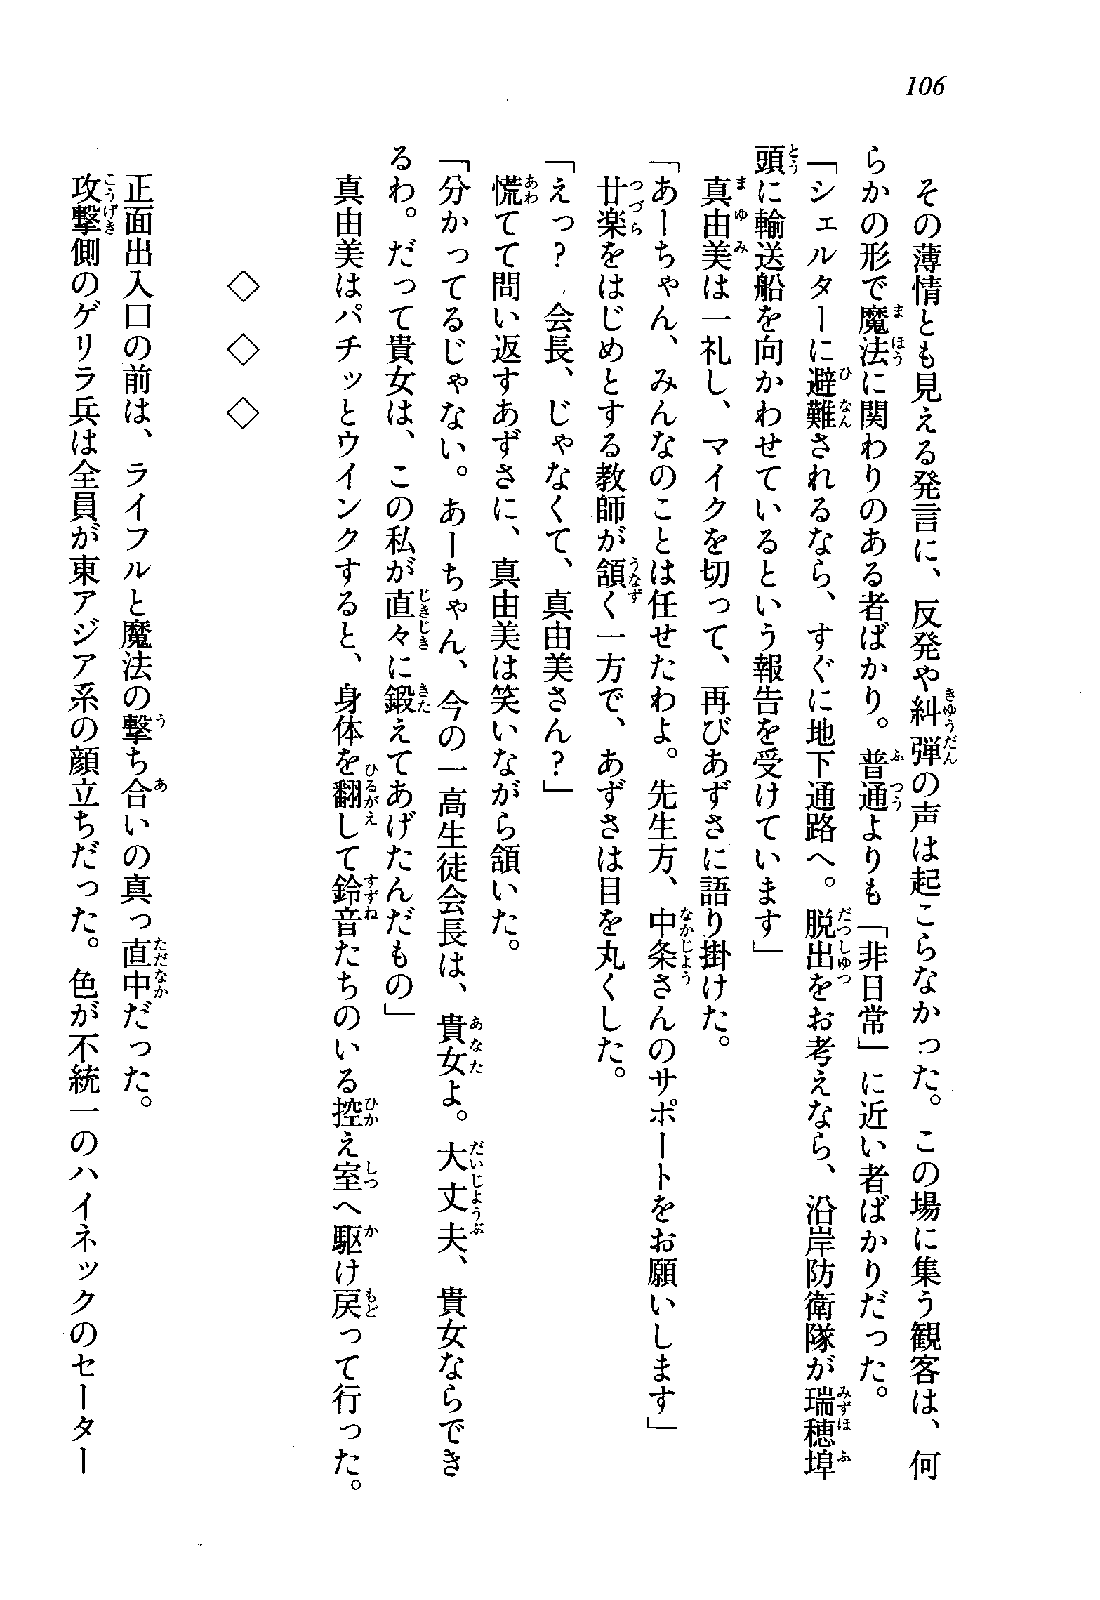 106
その薄情とも見える発言に、反発や糾弾の声は起こらなかった。この場に集う観客は、何
らかの形で魔法に関わりのある者ばかり。普通よりも「非日常」に近い者ばかりだった。
「シェルターに避難されるなら、すぐに地下通路へ。脱出をお考えなら、沿岸防衛隊が瑞穂埠
頭に輸送船を向かわせているという報告を受けています」
真由美は一礼し、マイクを切って、再びあずさに語り掛けた。
「あーちゃん、みんなのことは任せたわよ。先生方、中条さんのサポートをお願いします」
廿楽をはじめとする教師が頷く一方で、あずさは目を丸くした。
「えっ？　会長、じゃなくて、真由美さん？」
慌てて問い返すあずさに、真由美は笑いながら頷いた。
「分かってるじゃない。あーちゃん、今の一高生徒会長は、貴女よ。大丈夫、貴女ならでき
るわ。だって貴女は、この私が直々に鍛えてあげたんだもの」
真由美はパチッとウインクすると、身体を翻して鈴音たちのいる控え室へ駆け戻って行った。
◇　◇　◇
正面出入口の前は、ライフルと魔法の撃ち合いの真っ直中だった。
攻撃側のゲリラ兵は全員が東アジア系の顔立ちだった。色が不統一のハイネックのセーター